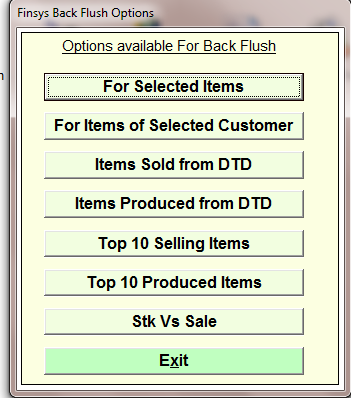 Finsys Back Flush Options
Options available For Back Flush
For Selected Items
For Items of Selected Customer
Items Sold from DTD
Items Produced from DTD
Top 10 Selling Items
Top 10 Produced Items
Stk Vs Sale
Exit